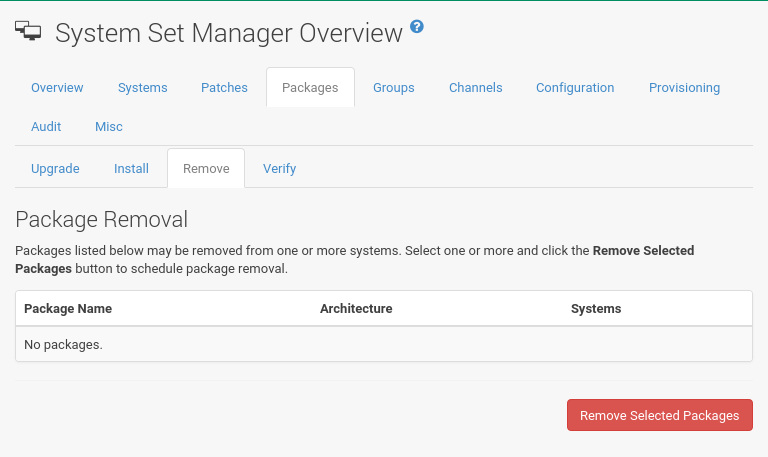 System Set Manager Overview ?
Overview Systems Patches Packages Groups Channels Configuration Provisioning
Audit Misc
Upgrade Install Remove Verify
Package Removal
Packages listed below may be removed from one or more systems. Select one or more and click the Remove Selected
Packages button to schedule package removal.
Package Name Architecture Systems
No packages.
Remove Selected Packages